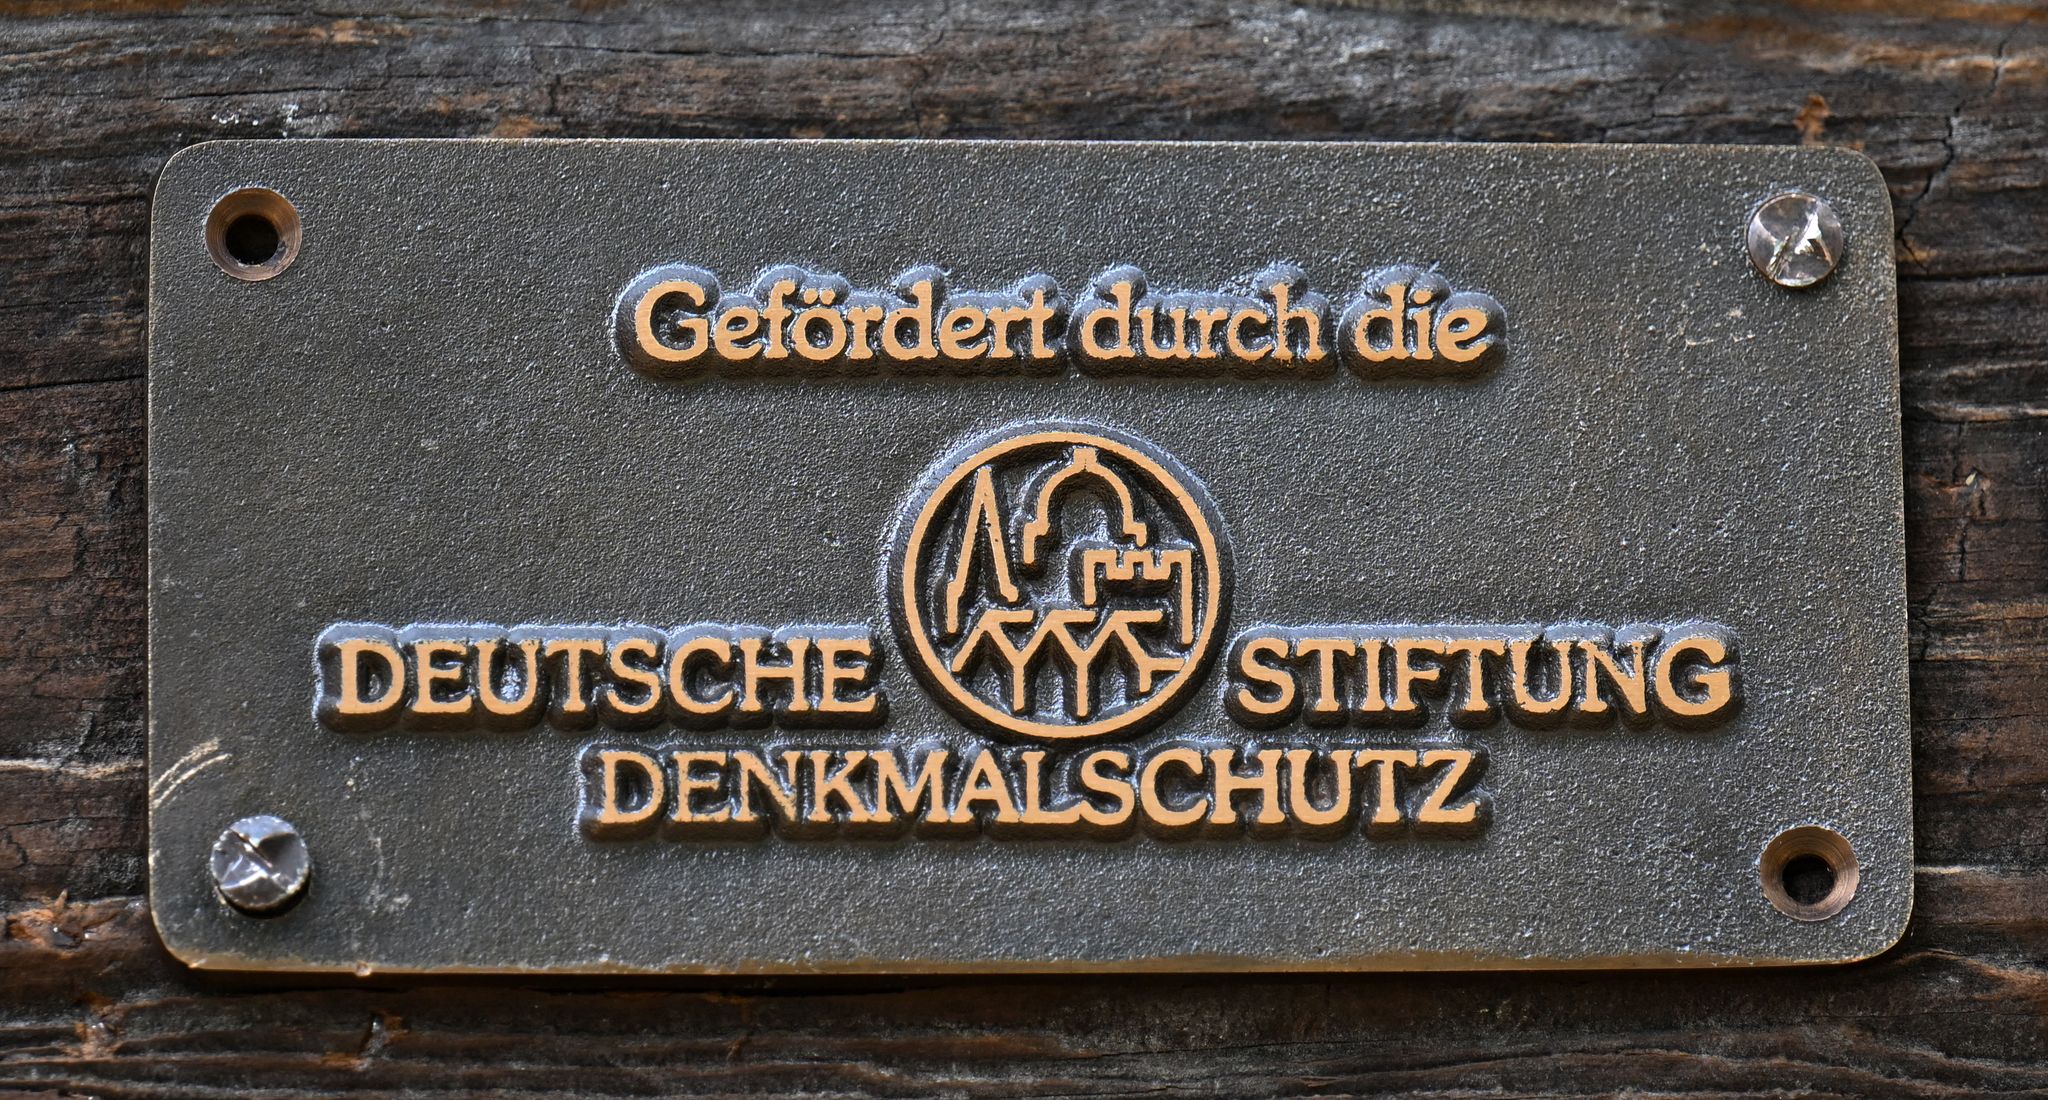 Gefördert durch die
DEUTSCHE STIFTUNG
DENKMALSCHUTZ